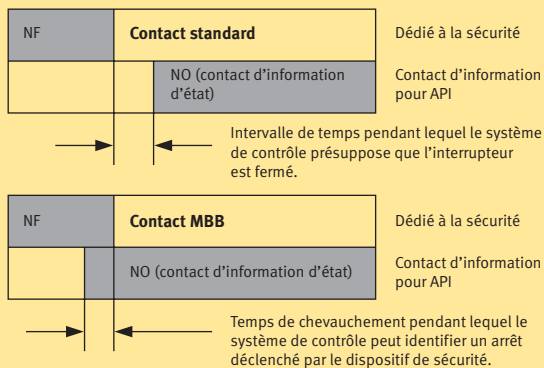 NF
Contact standard
Dédié à la sécurité
NO (contact d’information
d’état)
Contact d’information
pour API
Intervalle de temps pendant lequel le système
de contrôle présuppose que l’interrupteur
est fermé.
NF
Contact MBB
Dédié à la sécurité
NO (contact d’information d’état)
Contact d’information
pour API
Temps de chevauchement pendant lequel le
système de contrôle peut identifier un arrêt
déclenché par le dispositif de sécurité.